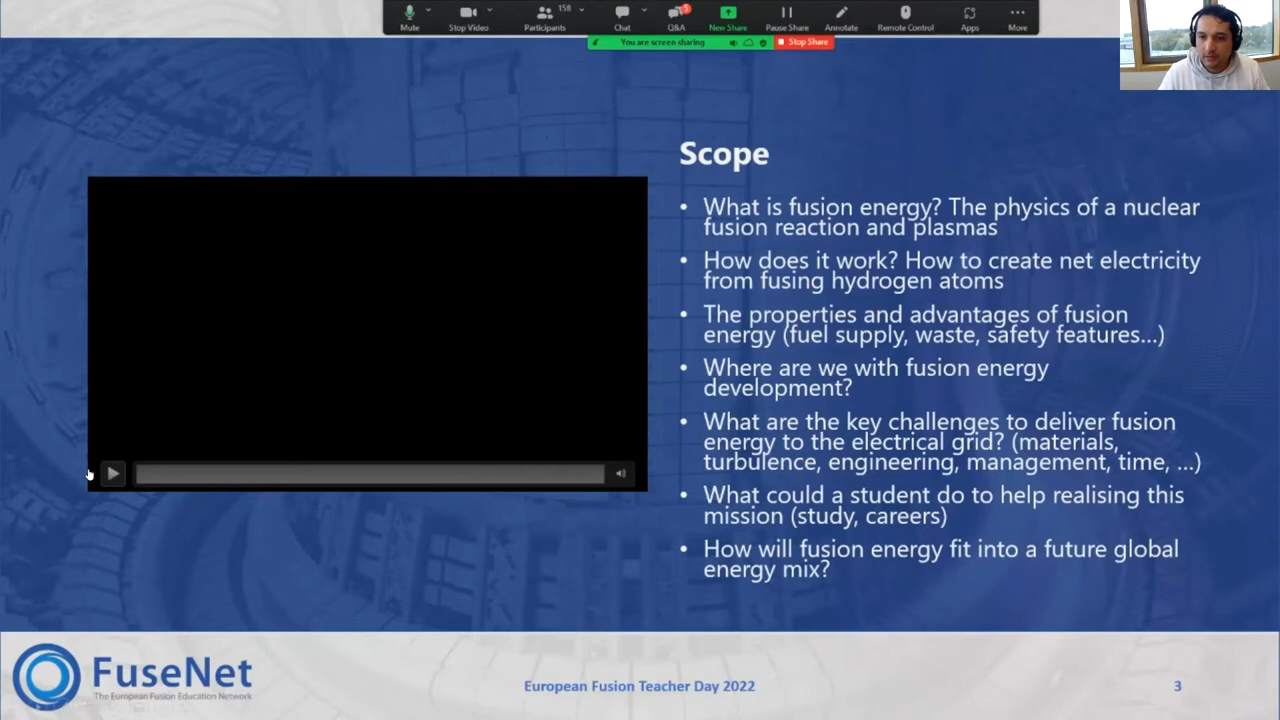 158
5
Mute
Stop Video
Participants
Chat
Q&A
New Share
Pause Share
Annotate
Remote Control
Apps
More
You are screen sharing
Stop Share
Scope
• What is fusion energy? The physics of a nuclear
fusion reaction and plasmas
• How does it work? How to create net electricity
from fusing hydrogen atoms
• The properties and advantages of fusion
energy (fuel supply, waste, safety features...)
• Where are we with fusion energy
development?
• What are the key challenges to deliver fusion
energy to the electrical grid? (materials,
turbulence, engineering, management, time, ...)
• What could a student do to help realising this
mission (study, careers)
• How will fusion energy fit into a future global
energy mix?
FuseNet
The European Fusion Education Network
European Fusion Teacher Day 2022
3